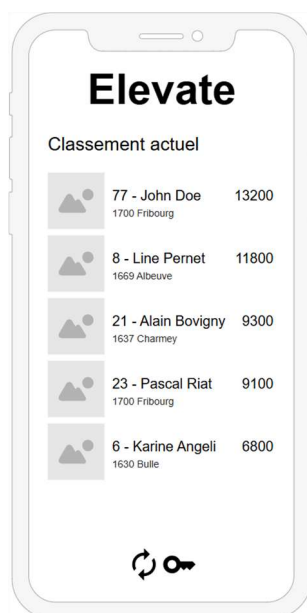 Elevate
Classement actuel
77 - John Doe 13200
1700 Fribourg
8 - Line Pernet 11800
1669 Albeuve
21 - Alain Bovigny 9300
1637 Charmey
23 - Pascal Riat 9100
1700 Fribourg
6 - Karine Angeli 6800
1630 Bulle